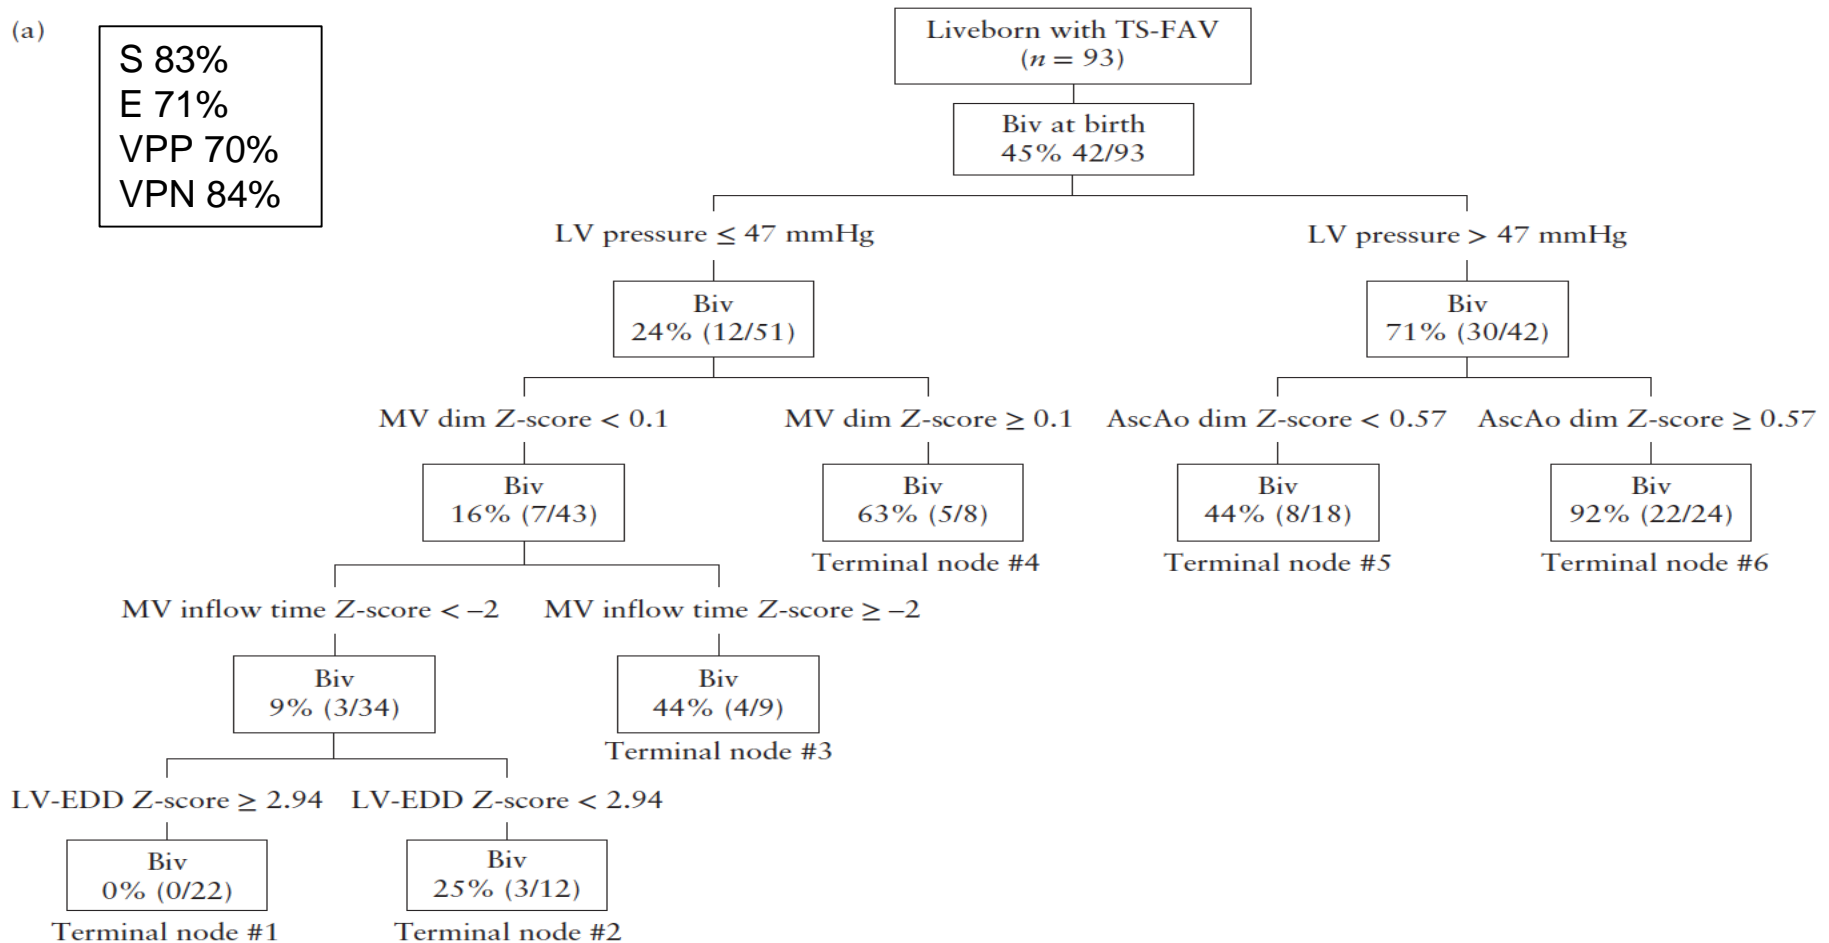 (a)
S 83%
E 71%
VPP 70%
VPN 84%
Liveborn with TS-FAV
(n = 93)
Biv at birth
45% 42/93
LV pressure ≤ 47 mmHg
LV pressure > 47 mmHg
Biv
24% (12/51)
Biv
71% (30/42)
MV dim Z-score < 0.1
MV dim Z-score ≥ 0.1
AscAo dim Z-score < 0.57
AscAo dim Z-score ≥ 0.57
Biv
16% (7/43)
Biv
63% (5/8)
Terminal node #4
Biv
44% (8/18)
Terminal node #5
Biv
92% (22/24)
Terminal node #6
MV inflow time Z-score < –2
MV inflow time Z-score ≥ –2
Biv
9% (3/34)
Biv
44% (4/9)
Terminal node #3
LV-EDD Z-score ≥ 2.94
LV-EDD Z-score < 2.94
Biv
0% (0/22)
Terminal node #1
Biv
25% (3/12)
Terminal node #2